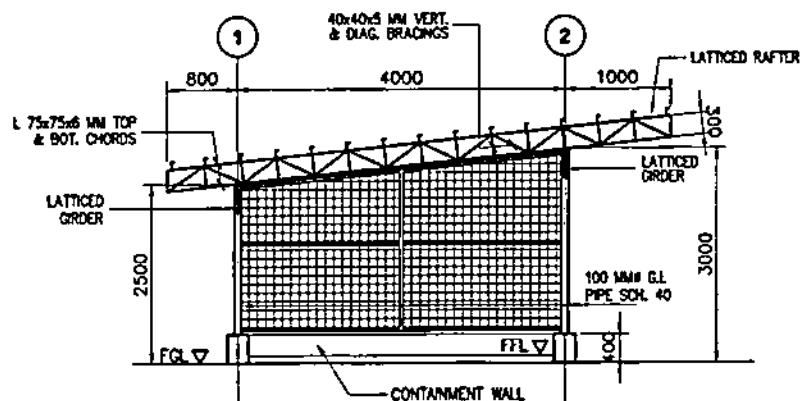 40x40x5 MM VERT.
& DIAG. BRACINGS
1
2
LATTICED RAFTER
800
4000
1000
L 75x75x6 MM TOP
& BOT. CHORDS
300
LATTICED
GIRDER
LATTICED
GIRDER
2500
3000
100 MMø G.I.
PIPE SCH. 40
FGL
FFL
400
CONTAINMENT WALL